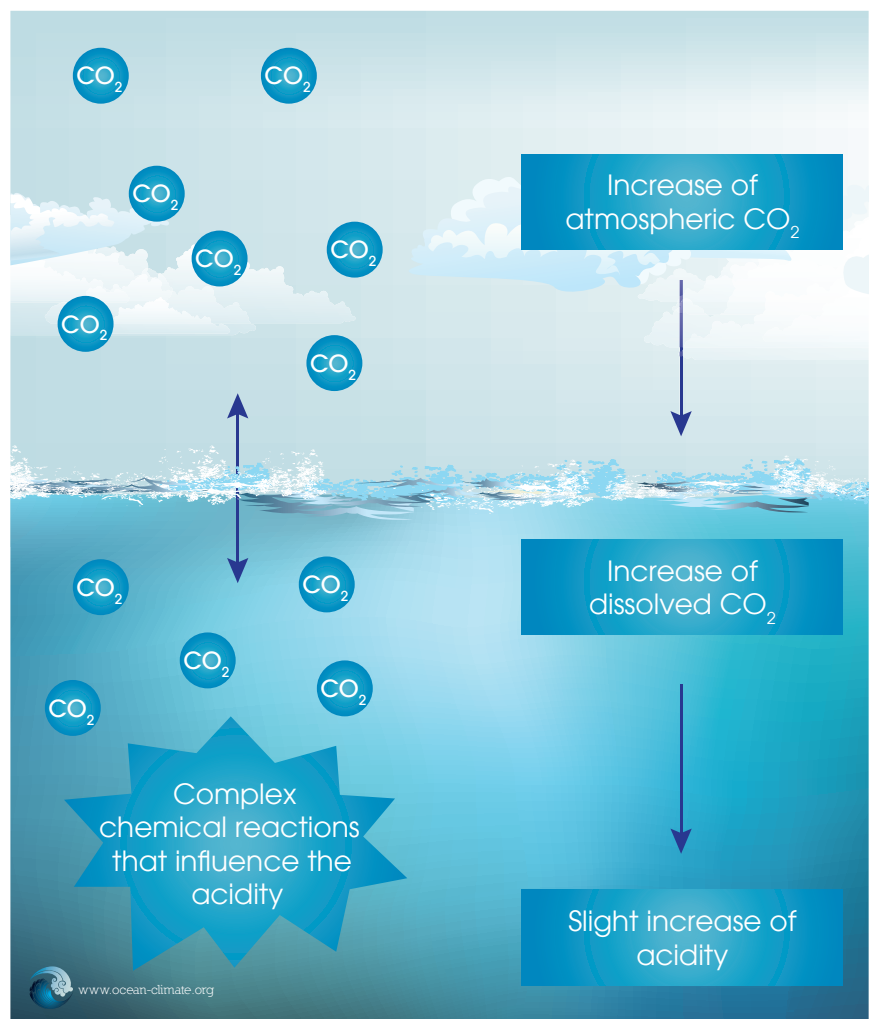 CO₂
CO₂
CO₂
CO₂
CO₂
CO₂
CO₂
Increase of
atmospheric CO₂
CO₂
CO₂
CO₂
CO₂
CO₂
Increase of
dissolved CO₂
Complex
chemical reactions
that influence the
acidity
Slight increase of
acidity
www.ocean-climate.org